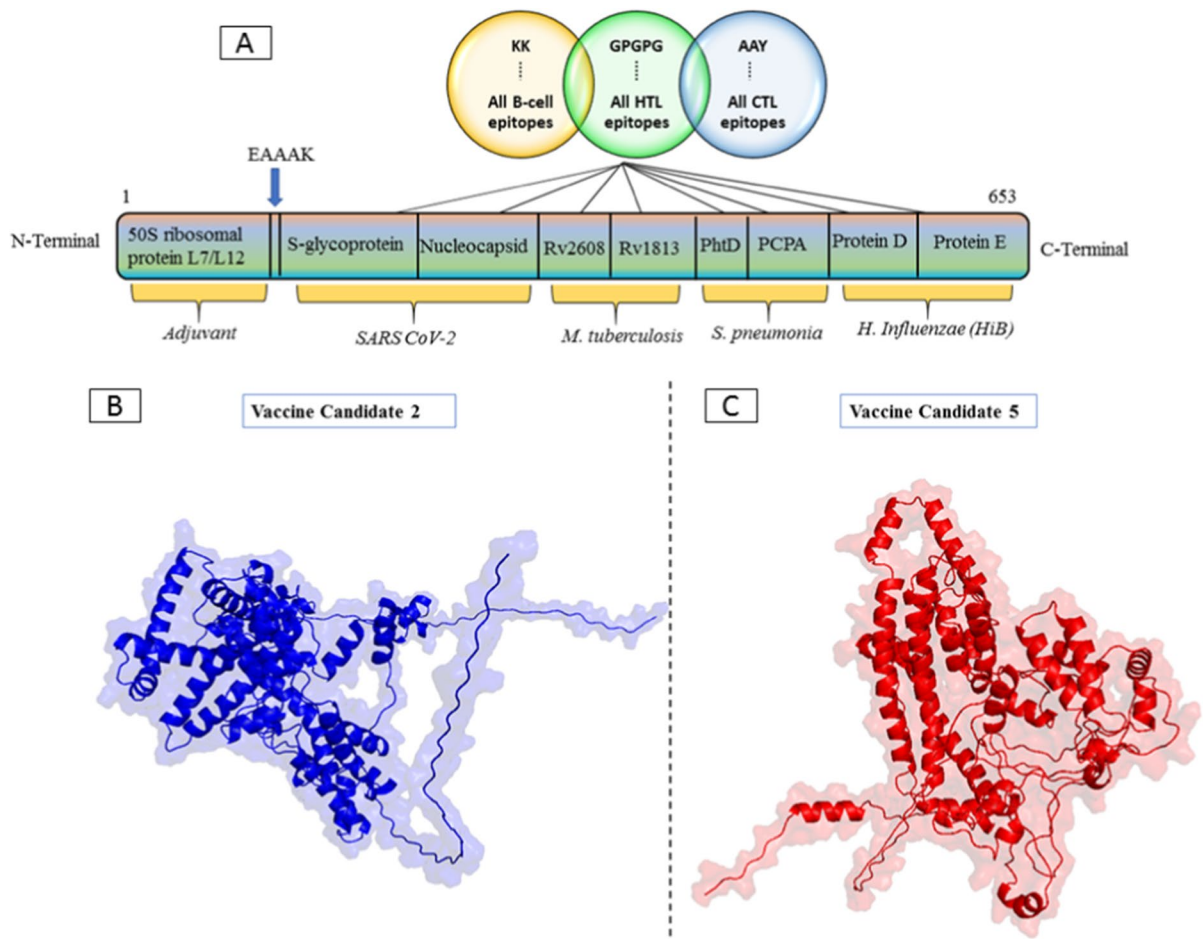 A
KK
All B-cell
epitopes
GPGPG
All HTL
epitopes
AAY
All CTL
epitopes
EAAAK
1
653
N-Terminal
50S ribosomal
protein L7/L12
S-glycoprotein
Nucleocapsid
Rv2608
Rv1813
PhtD
PCPA
Protein D
Protein E
C-Terminal
Adjuvant
SARS CoV-2
M. tuberculosis
S. pneumonia
H. Influenzae (HiB)
B
Vaccine Candidate 2
C
Vaccine Candidate 5